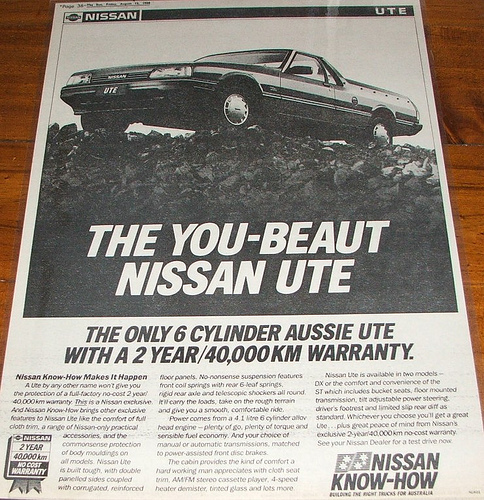 "Page 36—The Sun, Friday, August 12, 1988
NISSAN
UTE
NISSAN
UTE
THE YOU-BEAUT
NISSAN UTE
THE ONLY 6 CYLINDER AUSSIE UTE
WITH A 2 YEAR/40,000 KM WARRANTY.
Nissan Know-How Makes It Happen
A Ute by any other name won't give you
the protection of a full-factory no-cost 2 year/
40,000 km warranty. This is a Nissan exclusive.
And Nissan Know-How brings other exclusive
features to Nissan Ute like the comfort of full
cloth trim, a range of Nissan-only practical
accessories, and the
commonsense protection
of body mouldings on
all models. Nissan Ute
is built tough, with double
panelled sides coupled
with corrugated, reinforced
NISSAN
2 YEAR
40,000km
NO COST
WARRANTY
floor panels. No-nonsense suspension features
front coil springs with rear 6-leaf springs,
rigid rear axle and telescopic shockers all round.
It'll carry the loads, take on the rough terrain
and give you a smooth, comfortable ride.
Power comes from a 4.1 litre 6 cylinder alloy
head engine – plenty of go, plenty of torque and
sensible fuel economy. And your choice of
manual or automatic transmissions, matched
to power-assisted front disc brakes.
The cabin provides the kind of comfort a
hard working man appreciates with cloth seat
trim, AM/FM stereo cassette player, 4-speed
heater demister, tinted glass and lots more.
Nissan Ute is available in two models –
DX or the comfort and convenience of the
ST which includes bucket seats, floor mounted
transmission, tilt adjustable power steering,
driver's footrest and limited slip rear diff as
standard. Whichever you choose you'll get a great
Ute . . . plus great peace of mind from Nissan's
exclusive 2-year/40,000 km no-cost warranty.
See your Nissan Dealer for a test drive now.
NISSAN
KNOW-HOW
BUILDING THE RIGHT TRUCKS FOR AUSTRALIA